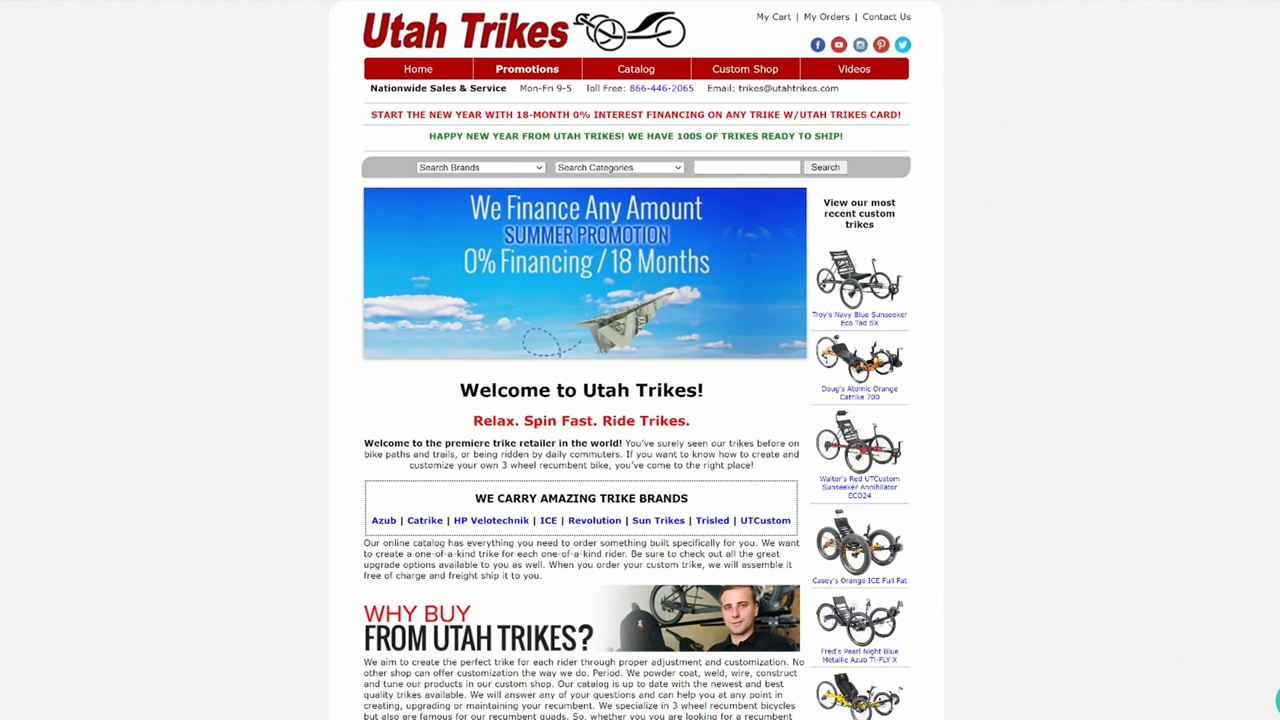 Utah Trikes
My Cart | My Orders | Contact Us
Home Promotions Catalog Custom Shop Videos
Nationwide Sales & Service Mon-Fri 9-5 Toll Free: 866-446-2065 Email: trikes@utahtrikes.com
START THE NEW YEAR WITH 18-MONTH 0% INTEREST FINANCING ON ANY TRIKE W/UTAH TRIKES CARD!
HAPPY NEW YEAR FROM UTAH TRIKES! WE HAVE 100S OF TRIKES READY TO SHIP!
Search Brands Search Categories Search
We Finance Any Amount
SUMMER PROMOTION
0% Financing / 18 Months
Welcome to Utah Trikes!
Relax. Spin Fast. Ride Trikes.
Welcome to the premiere trike retailer in the world! You've surely seen our trikes before on
bike paths and trails, or being ridden by daily commuters. If you want to know how to create and
customize your own 3 wheel recumbent bike, you've come to the right place!
WE CARRY AMAZING TRIKE BRANDS
Azub | Catrike | HP Velotechnik | ICE | Revolution | Sun Trikes | Trisled | UTCustom
Our online catalog has everything you need to order something built specifically for you. We want
to create a one-of-a-kind trike for each one-of-a-kind rider. Be sure to check out all the great
upgrade options available to you as well. When you order your custom trike, we will assemble it
free of charge and freight ship it to you.
WHY BUY
FROM UTAH TRIKES?
We aim to create the perfect trike for each rider through proper adjustment and customization. No
other shop can offer customization the way we do. Period. We powder coat, weld, wire, construct
and tune our products in our custom shop. Our catalog is up to date with the newest and best
quality trikes available. We will answer any of your questions and can help you at any point in
creating, upgrading or maintaining your recumbent. We specialize in 3 wheel recumbent bicycles
but also are famous for our recumbent quads. So, whether you you are looking for a recumbent
View our most
recent custom
trikes
Troy's Navy Blue Sunseeker
Eco Tad SX
Doug's Atomic Orange
Catrike 700
Walter's Red UTCustom
Sunseeker Annihilator
ECO24
Casey's Orange ICE Full Fat
Fred's Pearl Night Blue
Metallic Azub Ti-FLY X